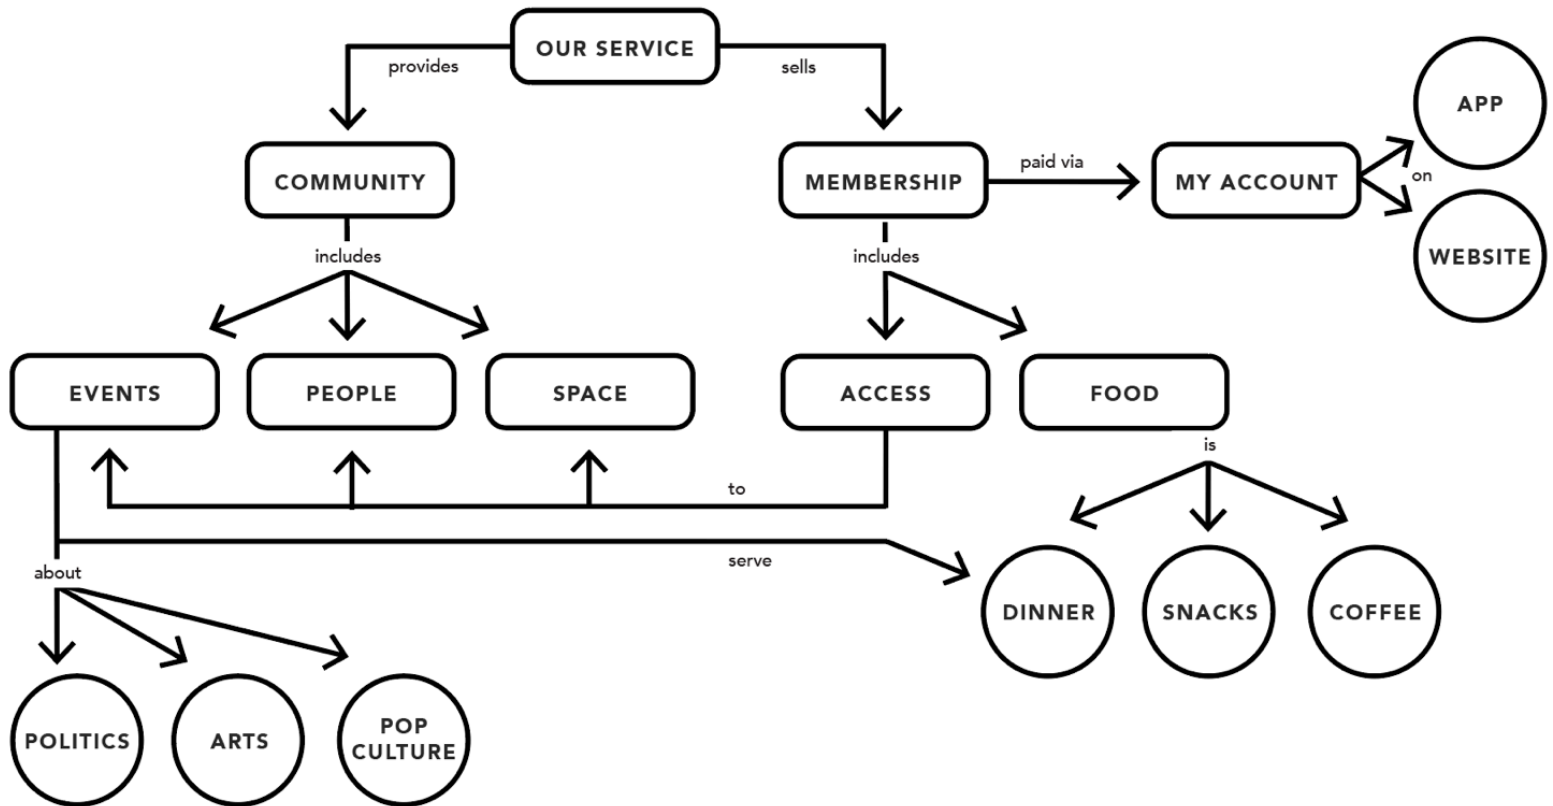 OUR SERVICE
provides
sells
APP
COMMUNITY
MEMBERSHIP
paid via
MY ACCOUNT
on
WEBSITE
includes
includes
EVENTS
PEOPLE
SPACE
ACCESS
FOOD
is
to
serve
about
DINNER
SNACKS
COFFEE
POLITICS
ARTS
POP
CULTURE